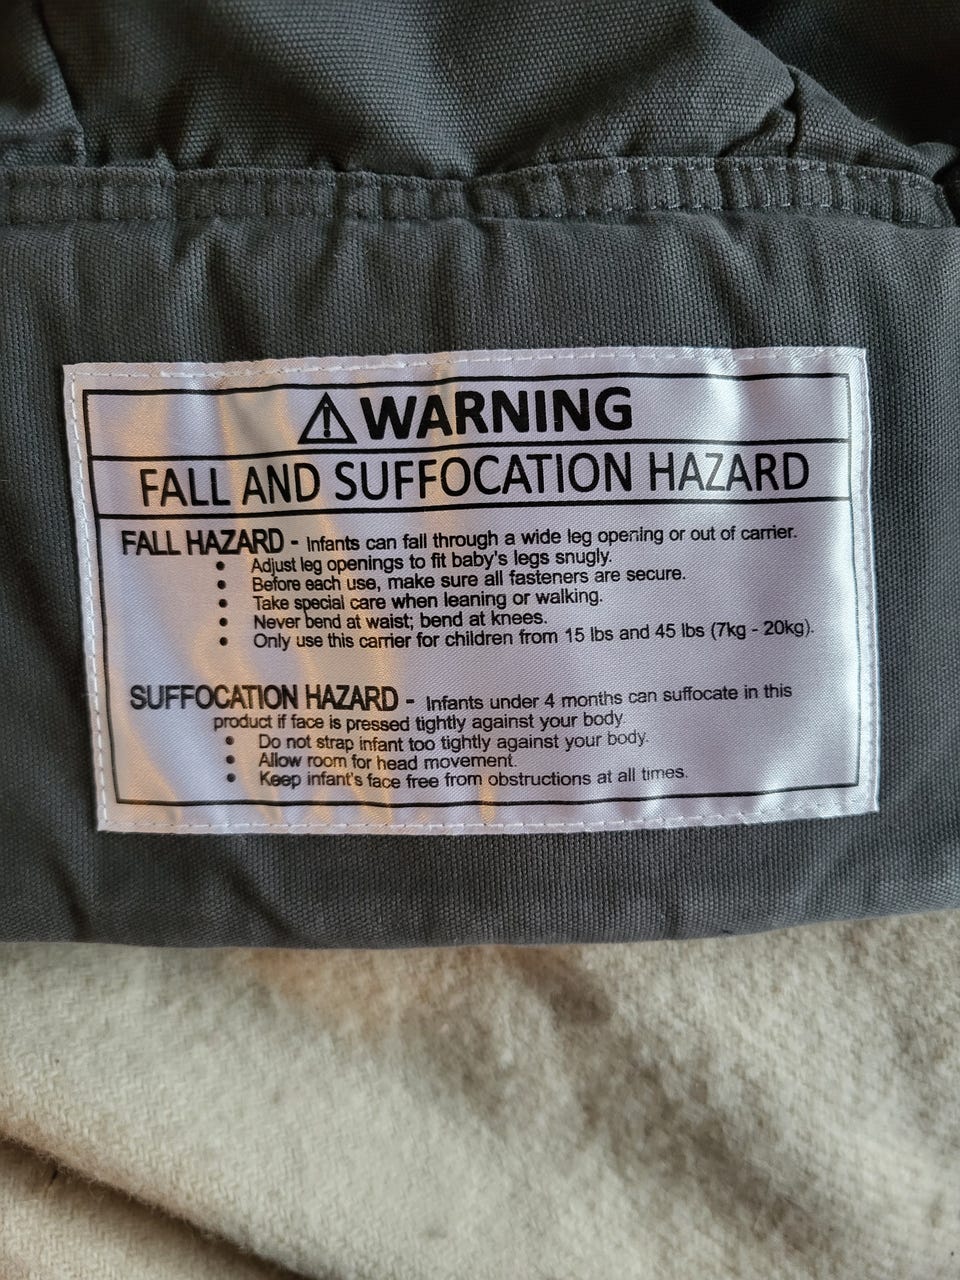 ⚠ WARNING
FALL AND SUFFOCATION HAZARD
FALL HAZARD - Infants can fall through a wide leg opening or out of carrier.
• Adjust leg openings to fit baby's legs snugly.
• Before each use, make sure all fasteners are secure.
• Take special care when leaning or walking.
• Never bend at waist; bend at knees.
• Only use this carrier for children from 15 lbs and 45 lbs (7kg - 20kg).
SUFFOCATION HAZARD - Infants under 4 months can suffocate in this
product if face is pressed tightly against your body.
• Do not strap infant too tightly against your body.
• Allow room for head movement.
• Keep infant's face free from obstructions at all times.